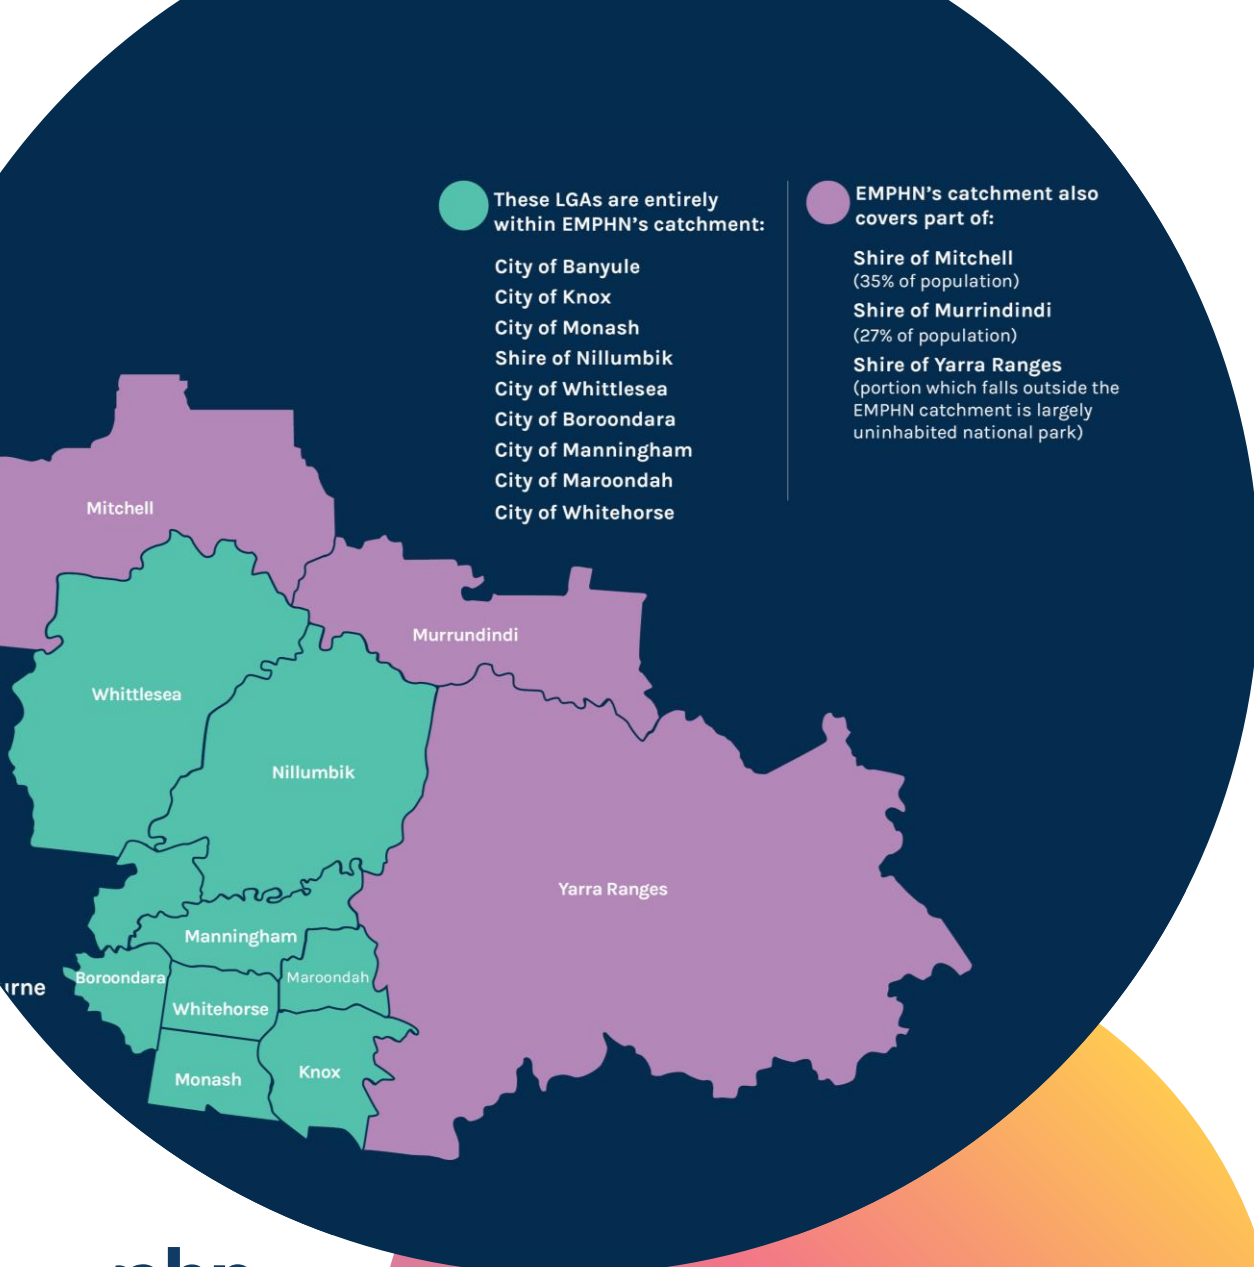 These LGAs are entirely
within EMPHN's catchment:
City of Banyule
City of Knox
City of Monash
Shire of Nillumbik
City of Whittlesea
City of Boroondara
City of Manningham
City of Maroondah
City of Whitehorse
EMPHN's catchment also
covers part of:
Shire of Mitchell
(35% of population)
Shire of Murrindindi
(27% of population)
Shire of Yarra Ranges
(portion which falls outside the
EMPHN catchment is largely
uninhabited national park)
Mitchell
Murrundindi
Whittlesea
Nillumbik
Yarra Ranges
Manningham
Boroondara
Maroondah
Whitehorse
Monash
Knox